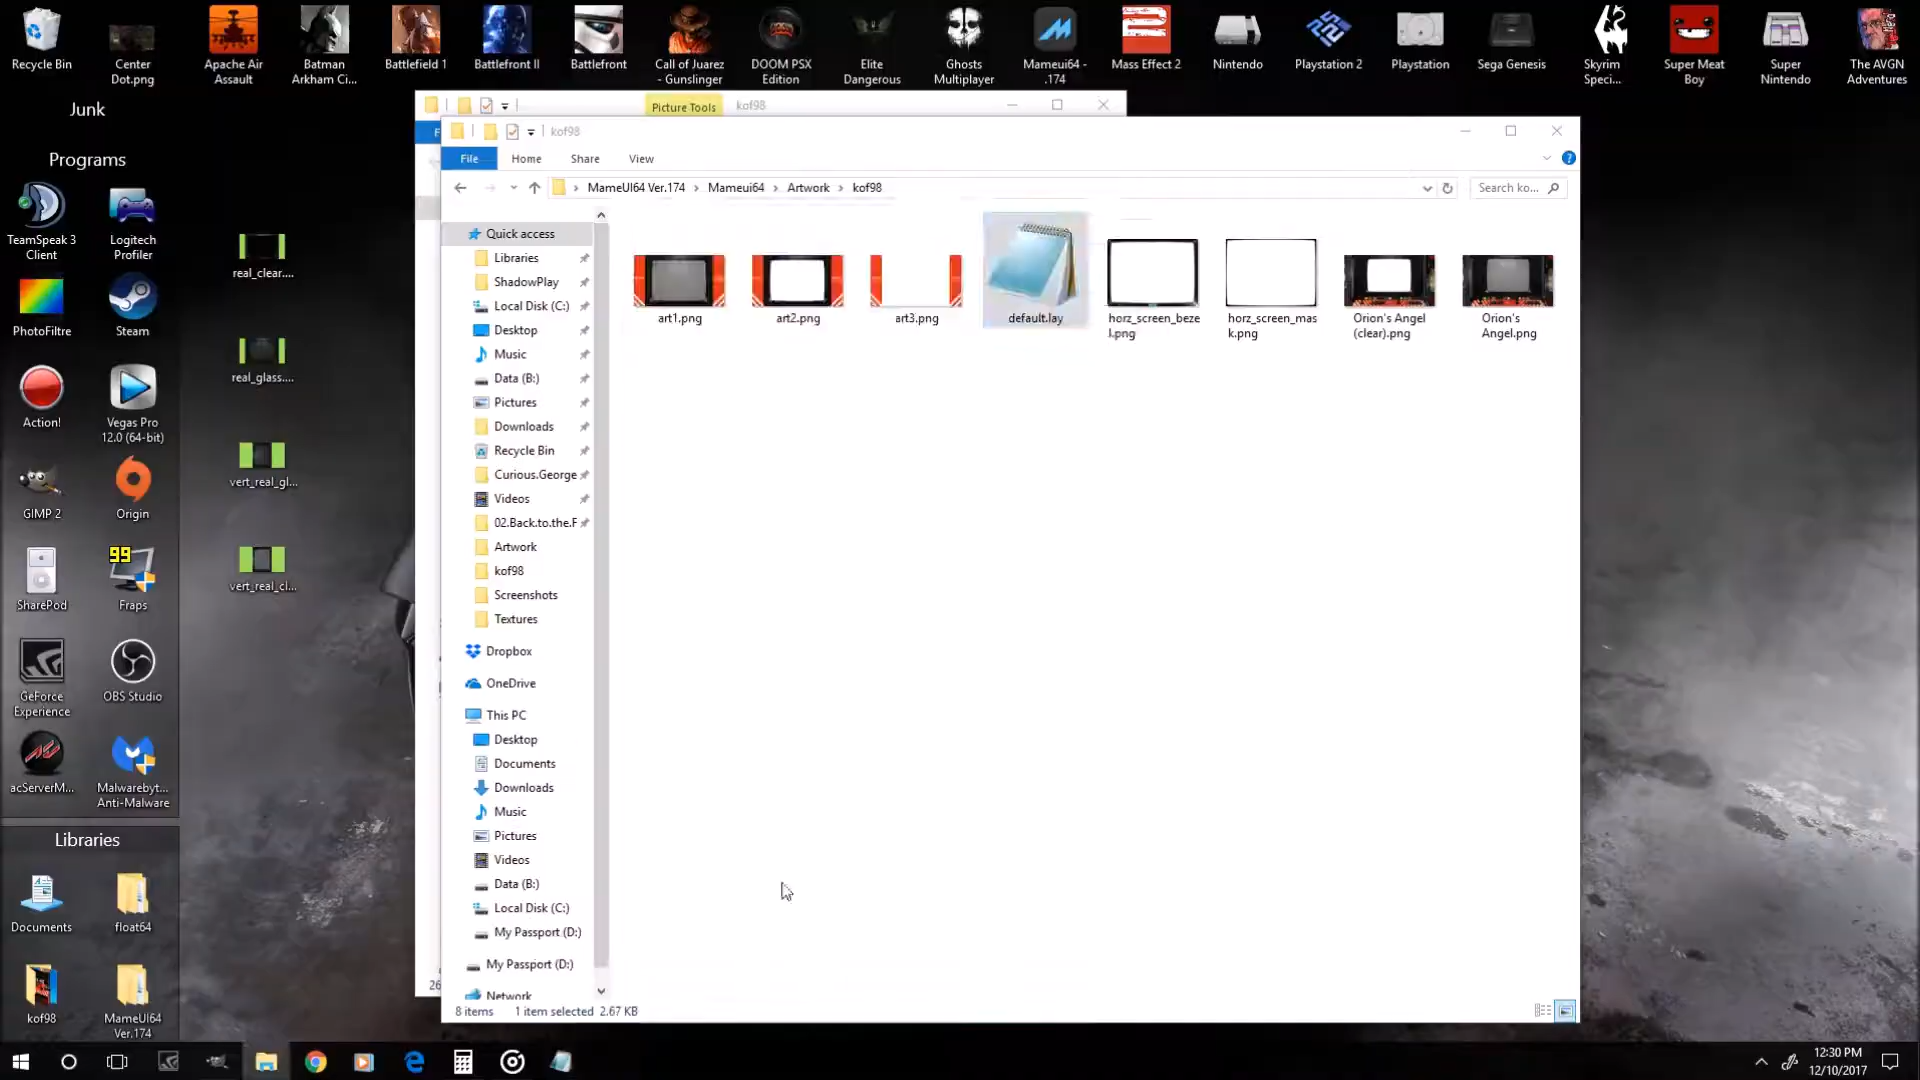 Recycle Bin
Center
Dot.png
Apache Air
Assault
Batman
Arkham Ci...
Battlefield 1
Battlefront II
Battlefront
Call of Juarez
- Gunslinger
DOOM PSX
Edition
Elite
Dangerous
Ghosts
Multiplayer
Mameui64 -
.174
Mass Effect 2
Nintendo
Playstation 2
Playstation
Sega Genesis
Skyrim
Speci...
Super Meat
Boy
Super
Nintendo
The AVGN
Adventures
Junk
Programs
TeamSpeak 3
Client
Logitech
Profiler
PhotoFiltre
Steam
Action!
Vegas Pro
12.0 (64-bit)
GIMP 2
Origin
99
SharePod
Fraps
GeForce
Experience
OBS Studio
acServerM...
Malwarebyt...
Anti-Malware
Libraries
Documents
float64
kof98
MameUI64
Ver.174
real_clear....
real_glass....
vert_real_gl...
vert_real_cl...
Picture Tools
kof98
F
26
kof98
File
Home
Share
View
MameUI64 Ver.174 › Mameui64 › Artwork › kof98
Search ko...
Quick access
Libraries
ShadowPlay
Local Disk (C:)
Desktop
Music
Data (B:)
Pictures
Downloads
Recycle Bin
Curious.George
Videos
02.Back.to.the.F
Artwork
kof98
Screenshots
Textures
Dropbox
OneDrive
This PC
Desktop
Documents
Downloads
Music
Pictures
Videos
Data (B:)
Local Disk (C:)
My Passport (D:)
My Passport (D:)
Network
art1.png
art2.png
art3.png
default.lay
horz_screen_beze
l.png
horz_screen_mas
k.png
Orion's Angel
(clear).png
Orion's
Angel.png
8 items
1 item selected 2.67 KB
12:30 PM
12/10/2017